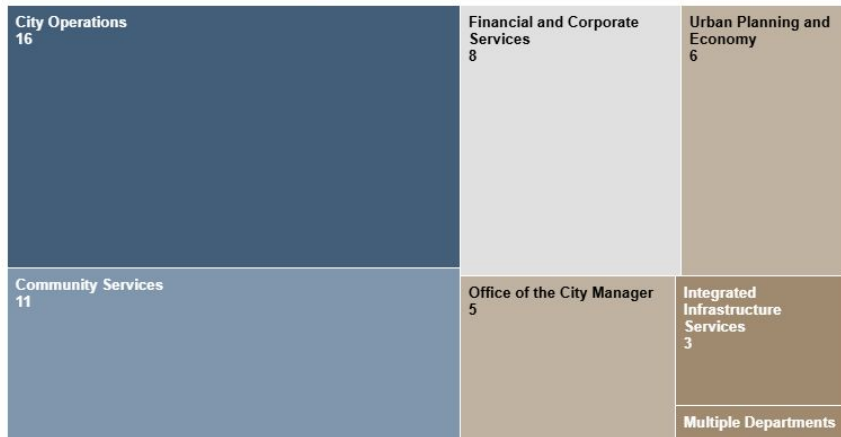 City Operations
16
Financial and Corporate
Services
8
Urban Planning and
Economy
6
Community Services
11
Office of the City Manager
5
Integrated
Infrastructure
Services
3
Multiple Departments